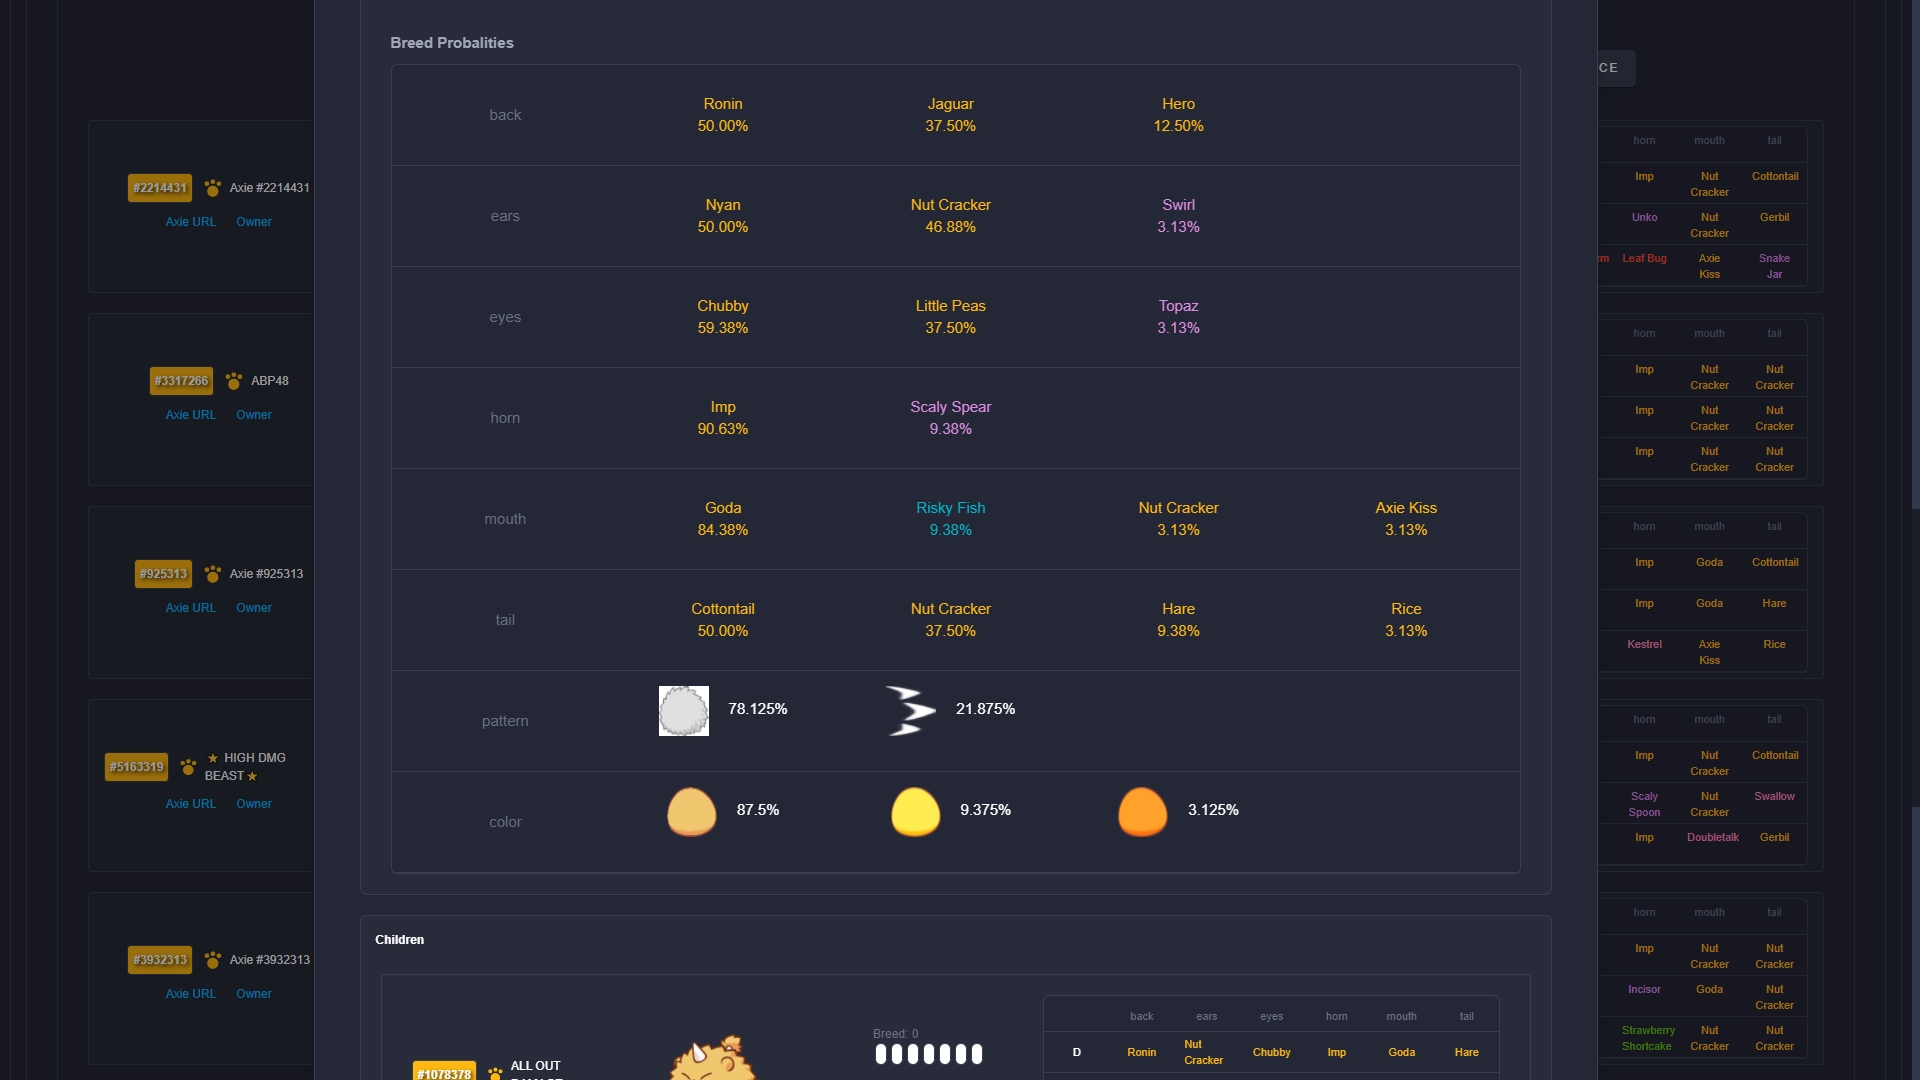 Breed Probalities
back
Ronin
50.00%
Jaguar
37.50%
Hero
12.50%
ears
Nyan
50.00%
Nut Cracker
46.88%
Swirl
3.13%
eyes
Chubby
59.38%
Little Peas
37.50%
Topaz
3.13%
horn
Imp
90.63%
Scaly Spear
9.38%
mouth
Goda
84.38%
Risky Fish
9.38%
Nut Cracker
3.13%
Axie Kiss
3.13%
tail
Cottontail
50.00%
Nut Cracker
37.50%
Hare
9.38%
Rice
3.13%
pattern
78.125%
21.875%
color
87.5%
9.375%
3.125%
Children
#1078378
ALL OUT
Breed: 0
back ears eyes horn mouth tail
D Ronin Nut Cracker Chubby Imp Goda Hare
#2214431 Axie #2214431
Axie URL Owner
#3317266 ABP48
Axie URL Owner
#925313 Axie #925313
Axie URL Owner
#5163319 ★ HIGH DMG
BEAST ★
Axie URL Owner
#3932313 Axie #3932313
Axie URL Owner
CE
horn mouth tail
Imp Nut Cracker Cottontail
Unko Nut Cracker Gerbil
rm Leaf Bug Axie Kiss Snake Jar
horn mouth tail
Imp Nut Cracker Nut Cracker
Imp Nut Cracker Nut Cracker
Imp Nut Cracker Nut Cracker
horn mouth tail
Imp Goda Cottontail
Imp Goda Hare
Kestrel Axie Kiss Rice
horn mouth tail
Imp Nut Cracker Cottontail
Scaly Spoon Nut Cracker Swallow
Imp Doubletalk Gerbil
horn mouth tail
Imp Nut Cracker Nut Cracker
Incisor Goda Nut Cracker
Strawberry Shortcake Nut Cracker Nut Cracker